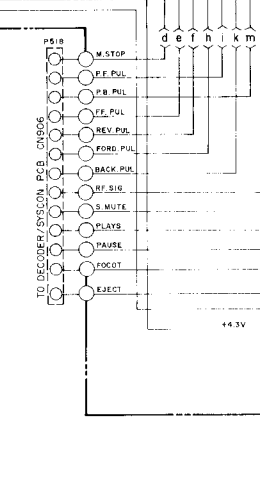 d e f h i k m
P518
M.STOP
P.F. PUL
P.B. PUL
FF. PUL
REV. PUL
FORD. PUL
BACK. PUL
RF. SIG
S. MUTE
PLAYS
PAUSE
FOCOT
EJECT
TO DECODER/SYSCON PCB CN906
+4.3V